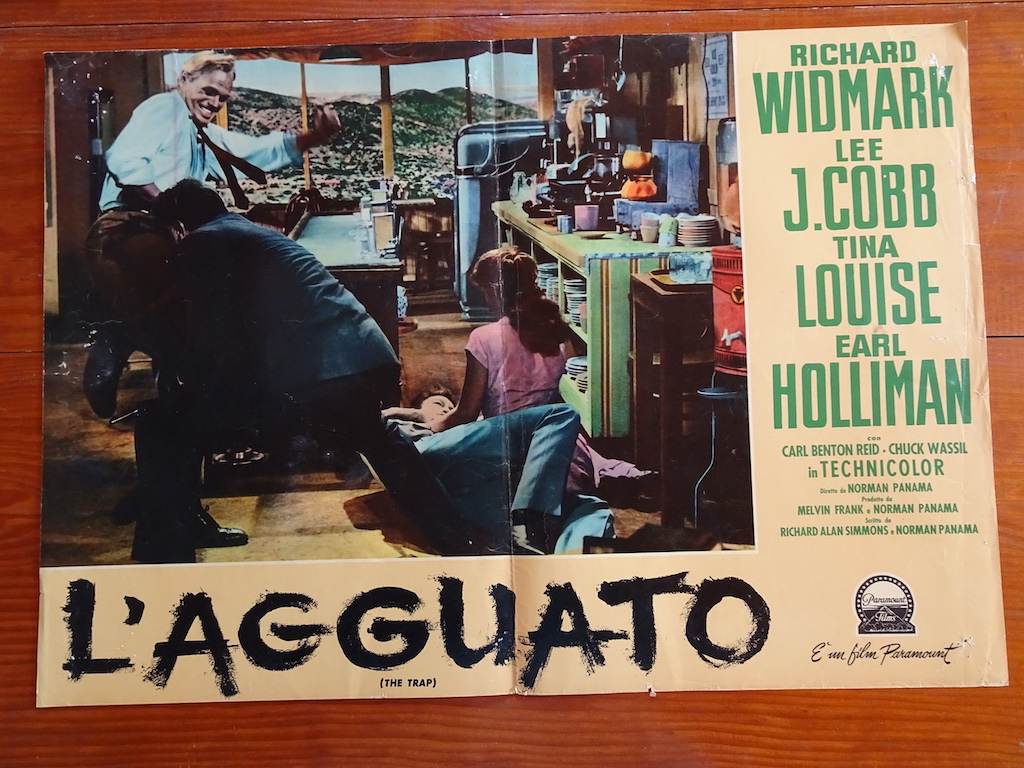 RICHARD
WIDMARK
LEE
J. COBB
TINA
LOUISE
EARL
HOLLIMAN
con
CARL BENTON REID - CHUCK WASSIL
in TECHNICOLOR
Diretto da NORMAN PANAMA
Prodotto da
MELVIN FRANK e NORMAN PANAMA
Scritto da
RICHARD ALAN SIMMONS e NORMAN PANAMA
L'AGGUATO
(THE TRAP)
Paramount
Films
E' un film Paramount